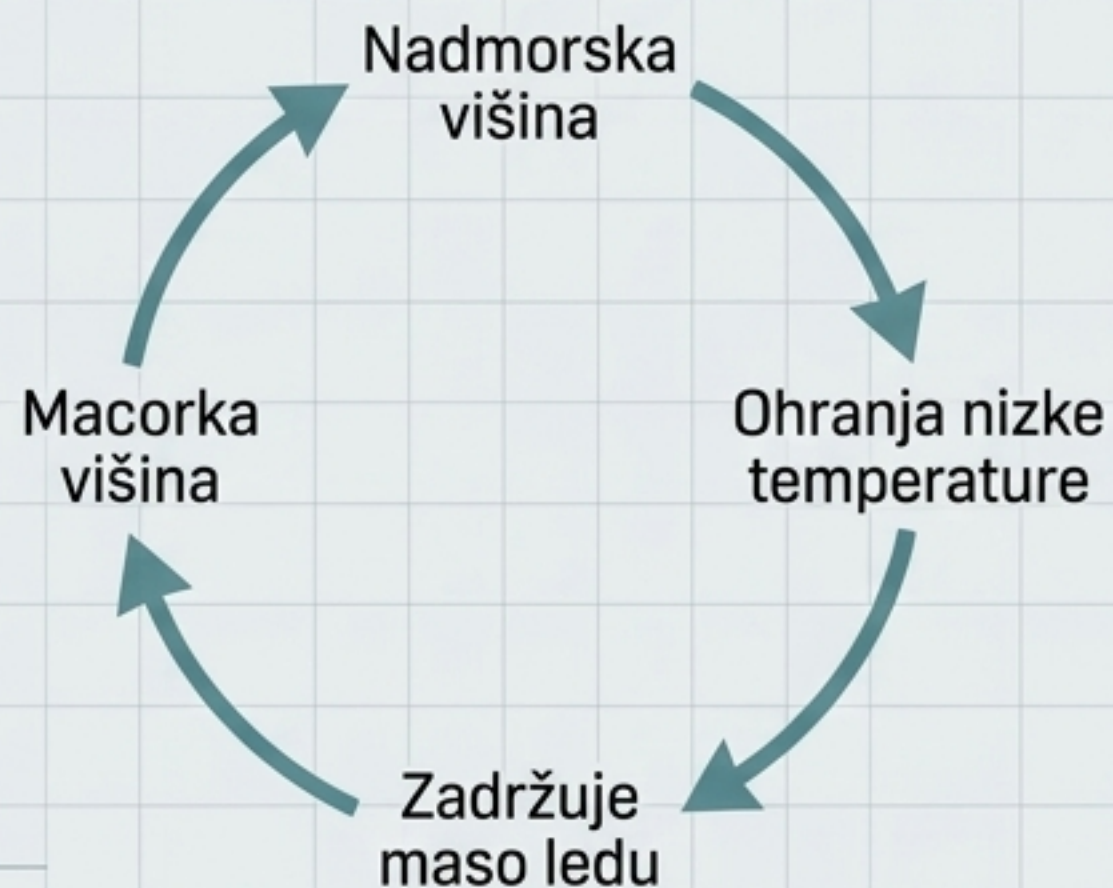 Nadmorska
višina
Ohranja nizke
temperature
Zadržuje
maso ledu
Macorka
višina